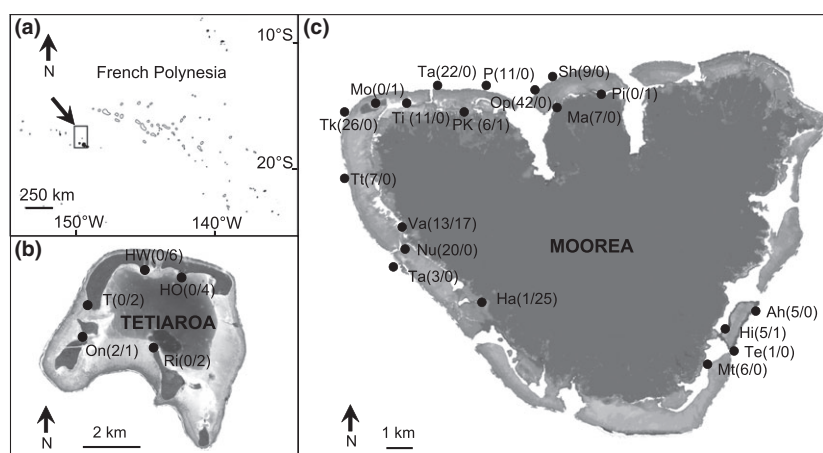 (a)
10°S
N
French Polynesia
20°S
250 km
150°W
140°W
(b)
HW(0/6)
HO(0/4)
T(0/2)
TETIAROA
On(2/1)
Ri(0/2)
N
2 km
(c)
Ta(22/0)
P(11/0)
Sh(9/0)
Mo(0/1)
Op(42/0)
Pi(0/1)
Tk(26/0)
Ti (11/0)
PK (6/1)
Ma(7/0)
Tt(7/0)
Va(13/17)
Nu(20/0)
MOOREA
Ta(3/0)
Ha(1/25)
Ah(5/0)
Hi(5/1)
Te(1/0)
Mt(6/0)
N
1 km